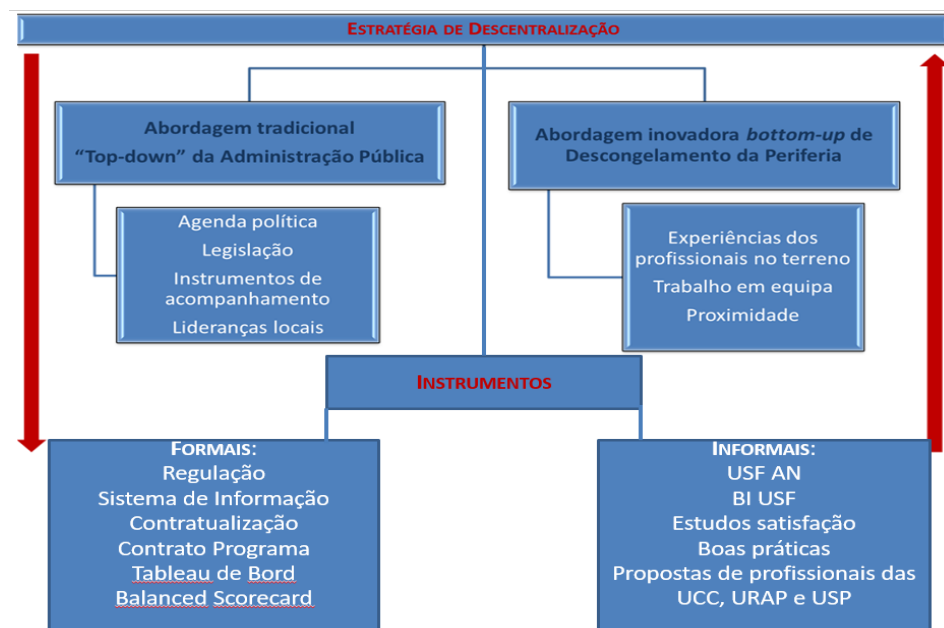 ESTRATÉGIA DE DESCENTRALIZAÇÃO
Abordagem tradicional
“Top-down” da Administração Pública
Abordagem inovadora bottom-up de
Descongelamento da Periferia
Agenda política
Legislação
Instrumentos de
acompanhamento
Lideranças locais
Experiências dos
profissionais no terreno
Trabalho em equipa
Proximidade
INSTRUMENTOS
FORMAIS:
Regulação
Sistema de Informação
Contratualização
Contrato Programa
Tableau de Bord
Balanced Scorecard
INFORMAIS:
USF AN
BI USF
Estudos satisfação
Boas práticas
Propostas de profissionais das
UCC, URAP e USP